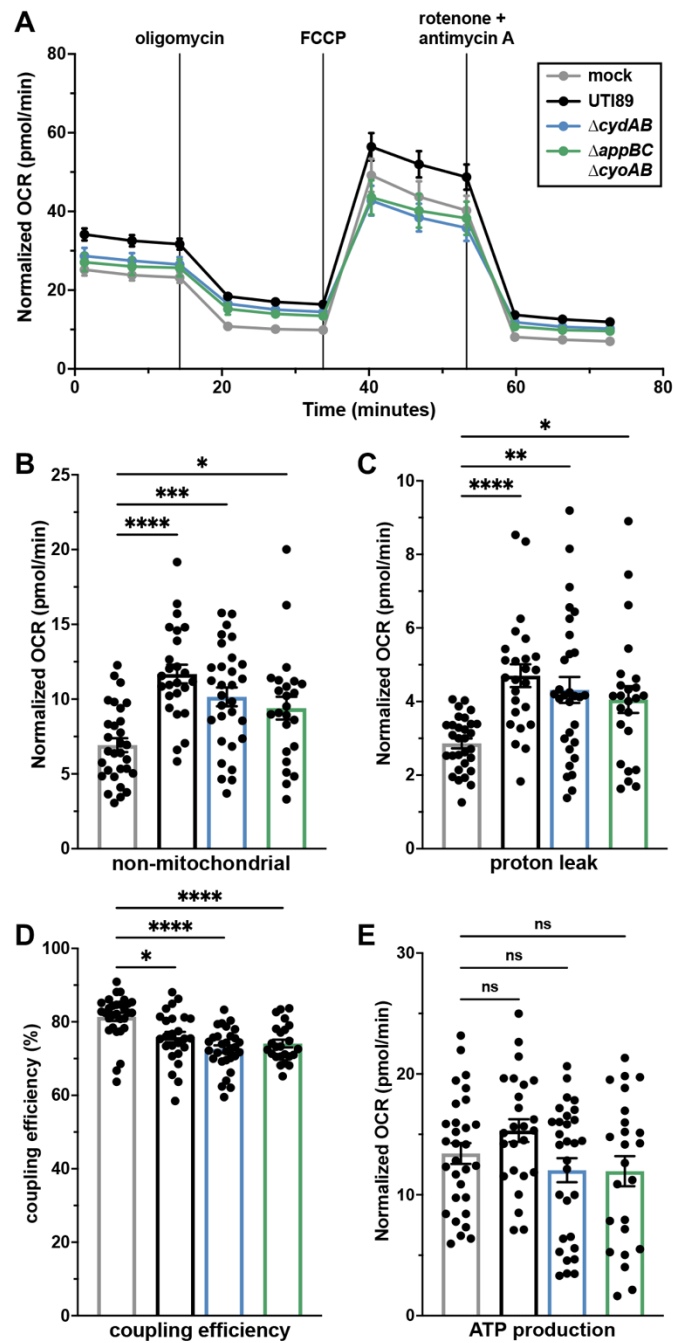 A
oligomycin
FCCP
rotenone +
antimycin A
mock
UTI89
ΔcydAB
ΔappBC
ΔcyoAB
Normalized OCR (pmol/min)
80
60
40
20
0
0
20
40
60
80
Time (minutes)
B
*
***
****
Normalized OCR (pmol/min)
25
20
15
10
5
0
non-mitochondrial
C
*
**
****
Normalized OCR (pmol/min)
10
8
6
4
2
0
proton leak
D
****
****
*
coupling efficiency (%)
100
80
60
40
20
0
coupling efficiency
E
ns
ns
ns
Normalized OCR (pmol/min)
30
20
10
0
ATP production